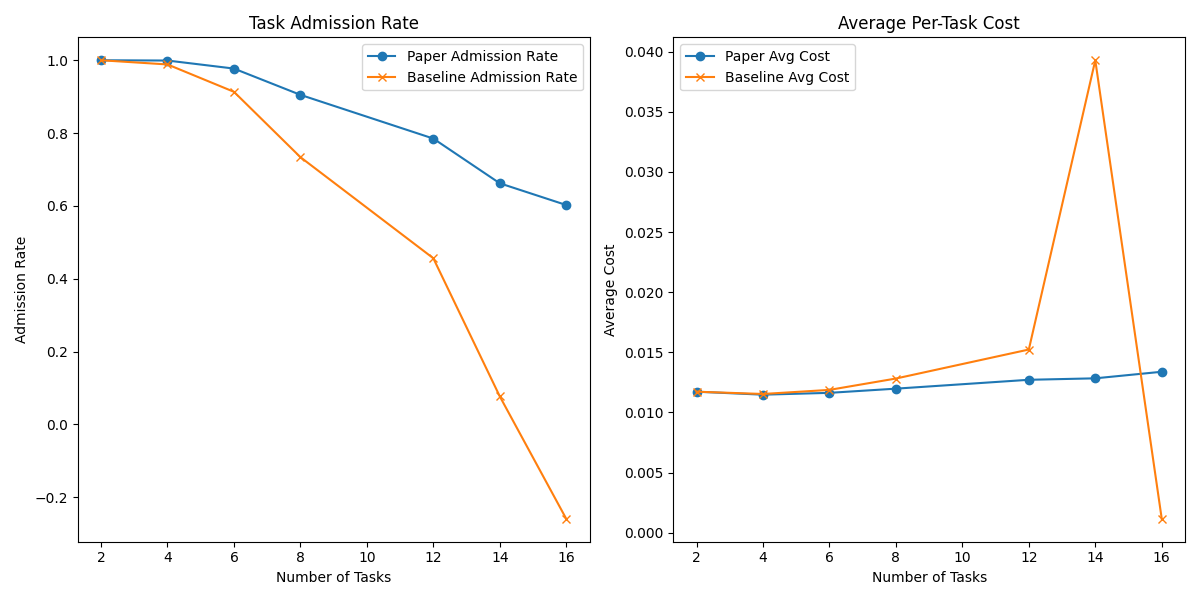 Task Admission Rate
Paper Admission Rate
Baseline Admission Rate
1.0
0.8
0.6
0.4
0.2
0.0
−0.2
Admission Rate
2 4 6 8 10 12 14 16
Number of Tasks
Average Per-Task Cost
Paper Avg Cost
Baseline Avg Cost
0.040
0.035
0.030
0.025
0.020
0.015
0.010
0.005
0.000
Average Cost
2 4 6 8 10 12 14 16
Number of Tasks